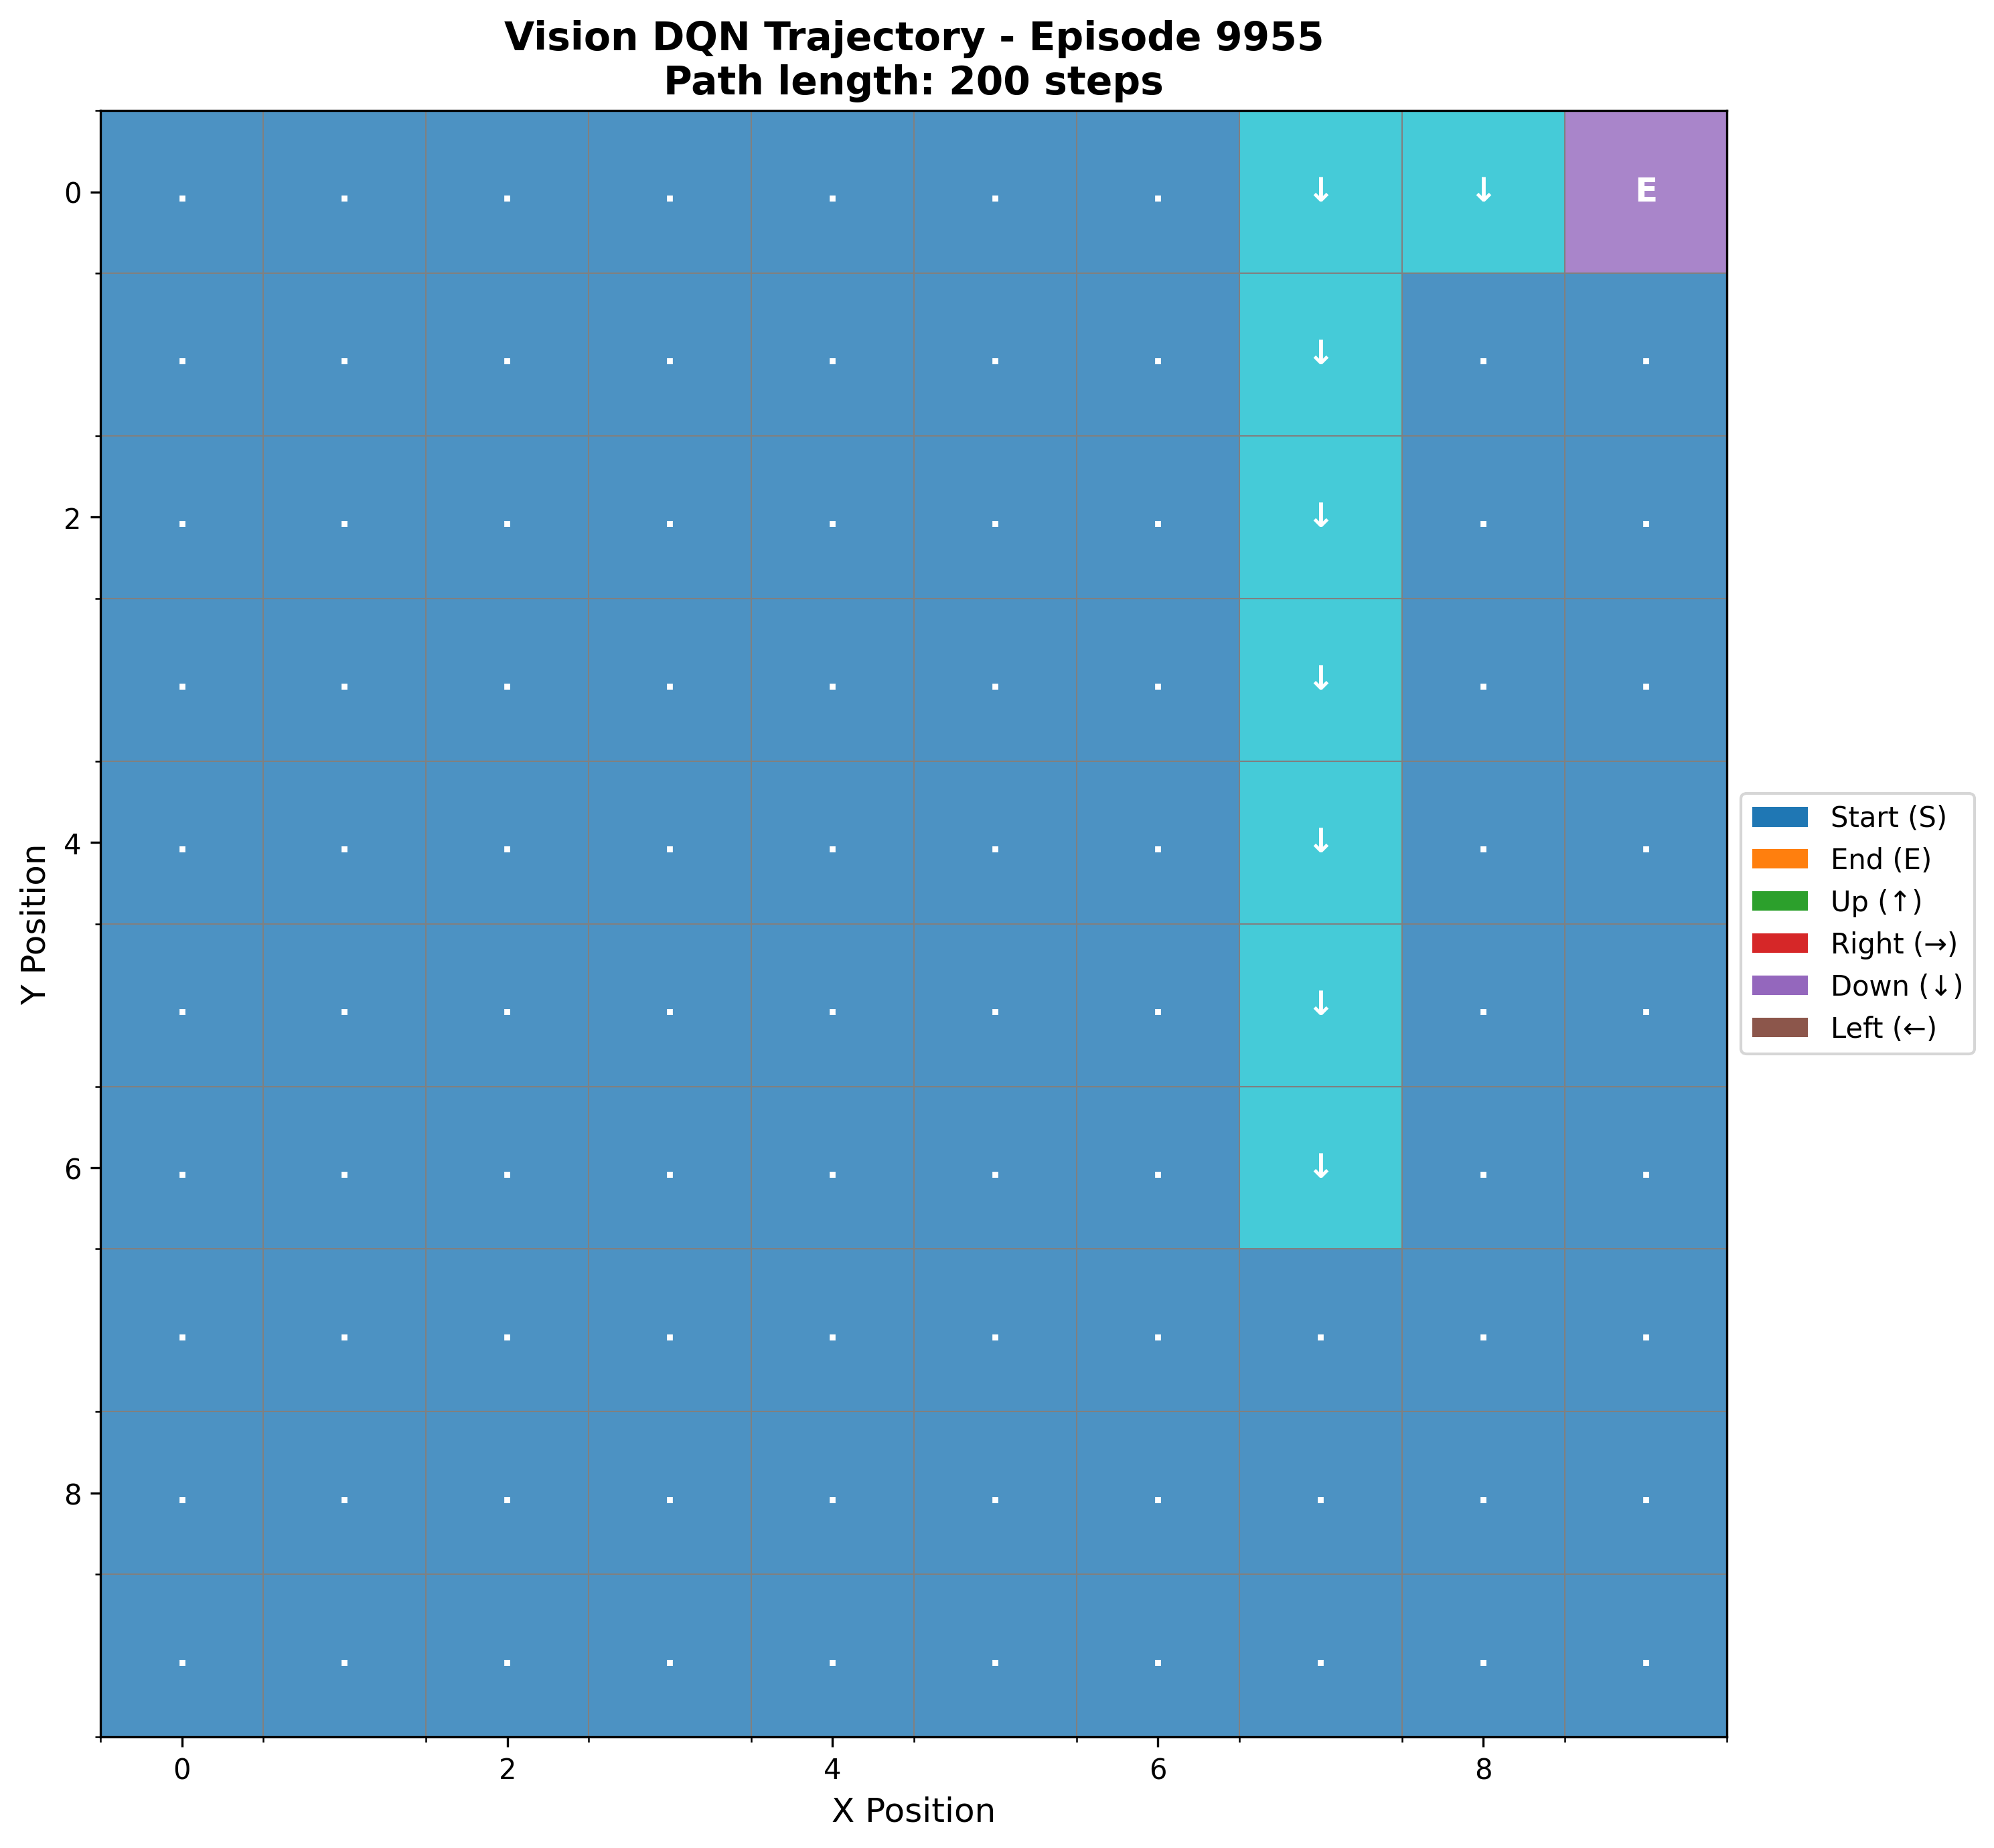 Vision DQN Trajectory - Episode 9955
Path length: 200 steps
0 . . . . . . . ↓ ↓ E
. . . . . . . ↓ . .
2 . . . . . . . ↓ . .
. . . . . . . ↓ . .
4 . . . . . . . ↓ . .
. . . . . . . ↓ . .
6 . . . . . . . ↓ . .
. . . . . . . . . .
8 . . . . . . . . . .
. . . . . . . . . .
0 2 4 6 8
X Position
Y Position
Start (S)
End (E)
Up (↑)
Right (→)
Down (↓)
Left (←)